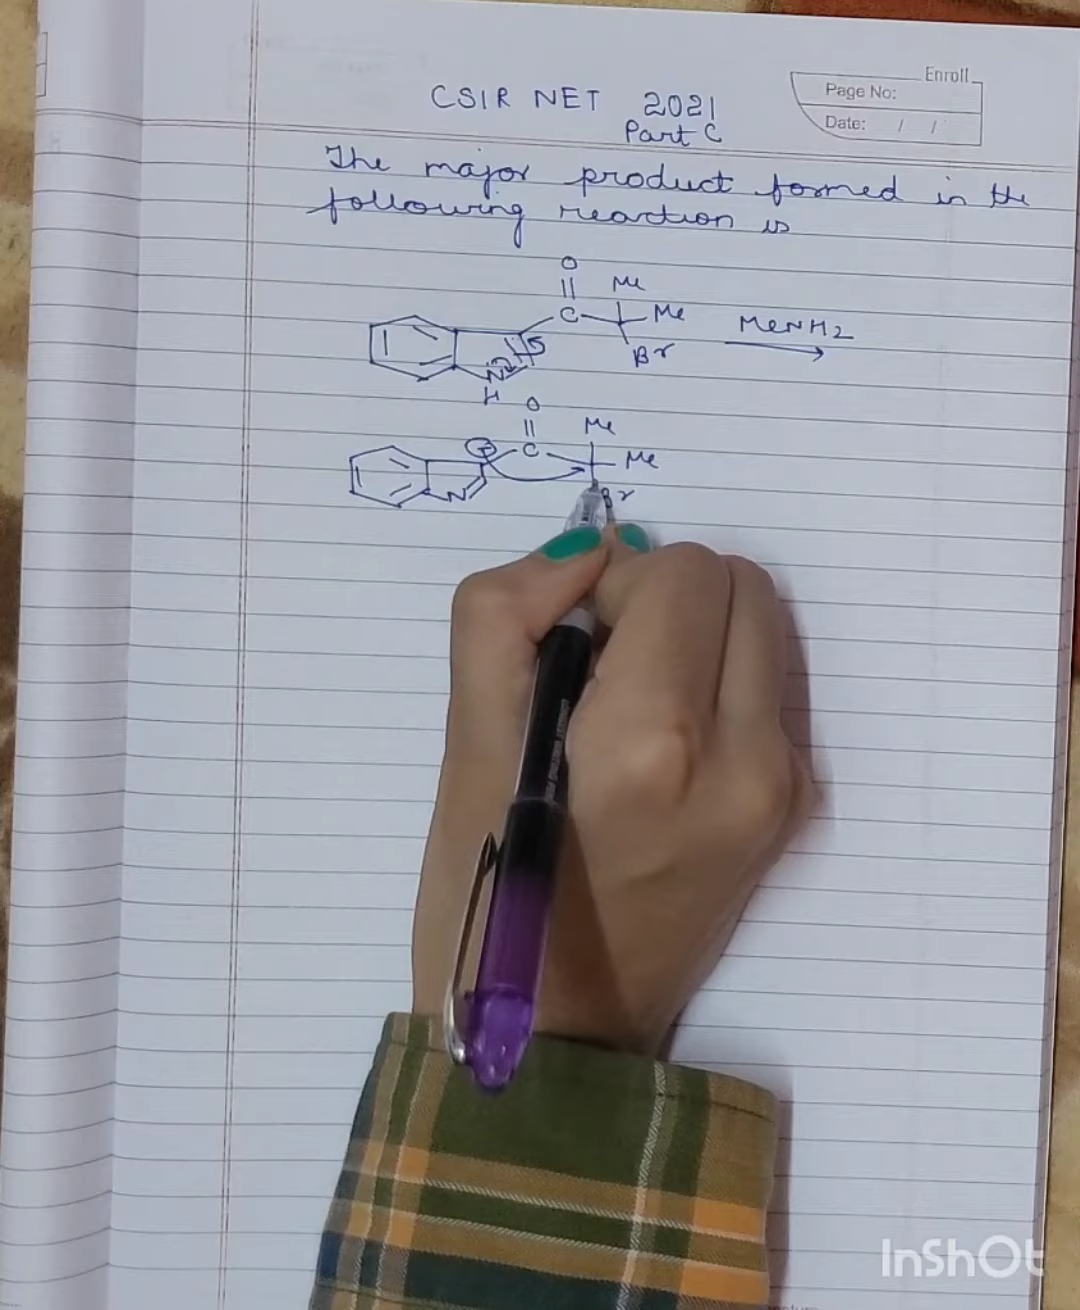 Enroll
Page No:
Date: / /
CSIR NET 2021
Part C
The major product formed in the
following reaction is
O
||
C
Me
Me
Br
MeNH2
N
H
O
||
C
Me
Me
Br
N
InShOt